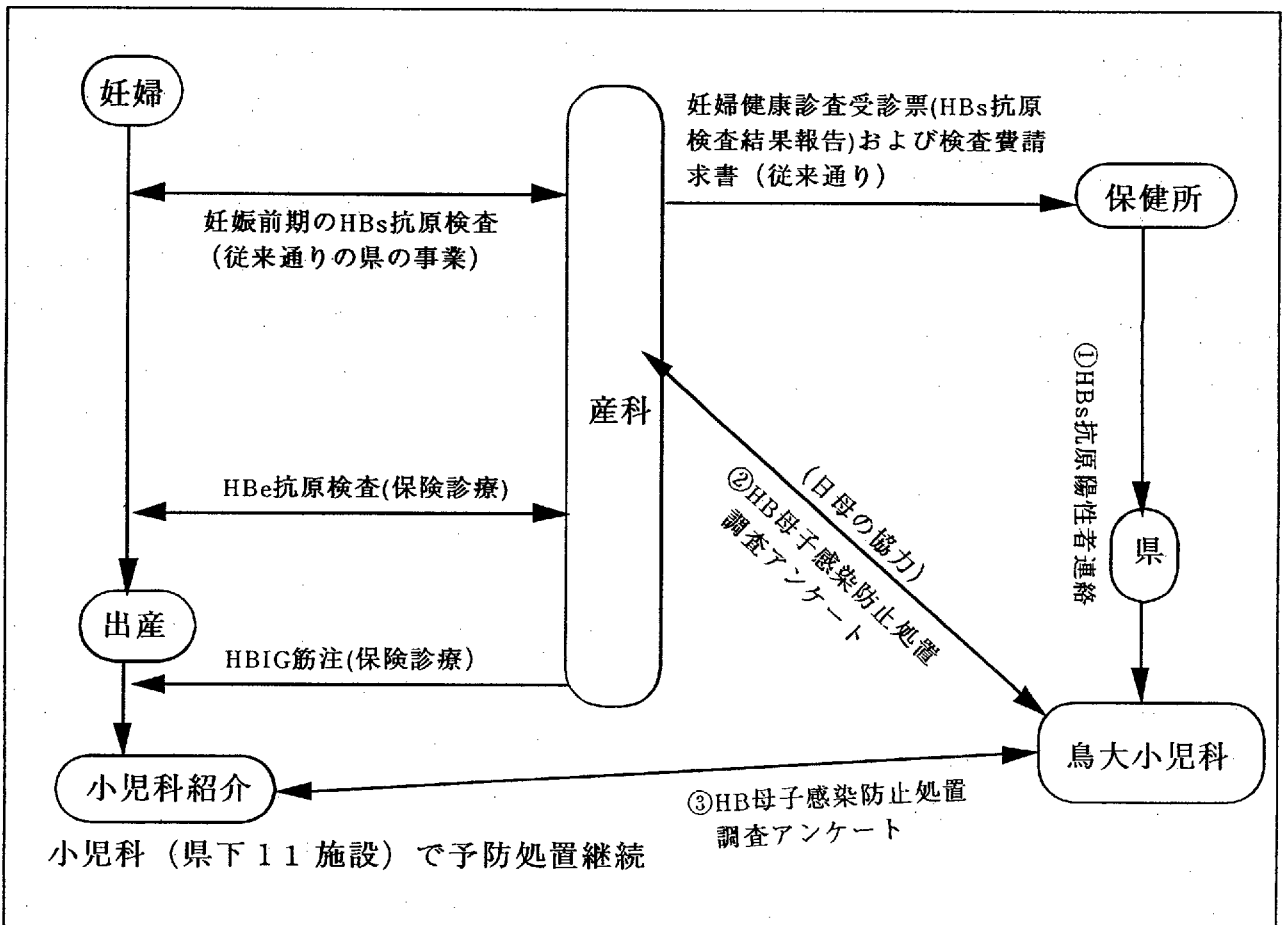 妊婦
妊婦健康診査受診票(HBs抗原
検査結果報告)および検査費請
求書（従来通り）
保健所
妊娠前期のHBs抗原検査
（従来通りの県の事業）
①HBs抗原陽性者連絡
産科
県
(日母の協力)
②HB母子感染防止処置
調査アンケート
HBe抗原検査(保険診療)
出産
HBIG筋注(保険診療)
鳥大小児科
小児科紹介
③HB母子感染防止処置
調査アンケート
小児科（県下１１施設）で予防処置継続